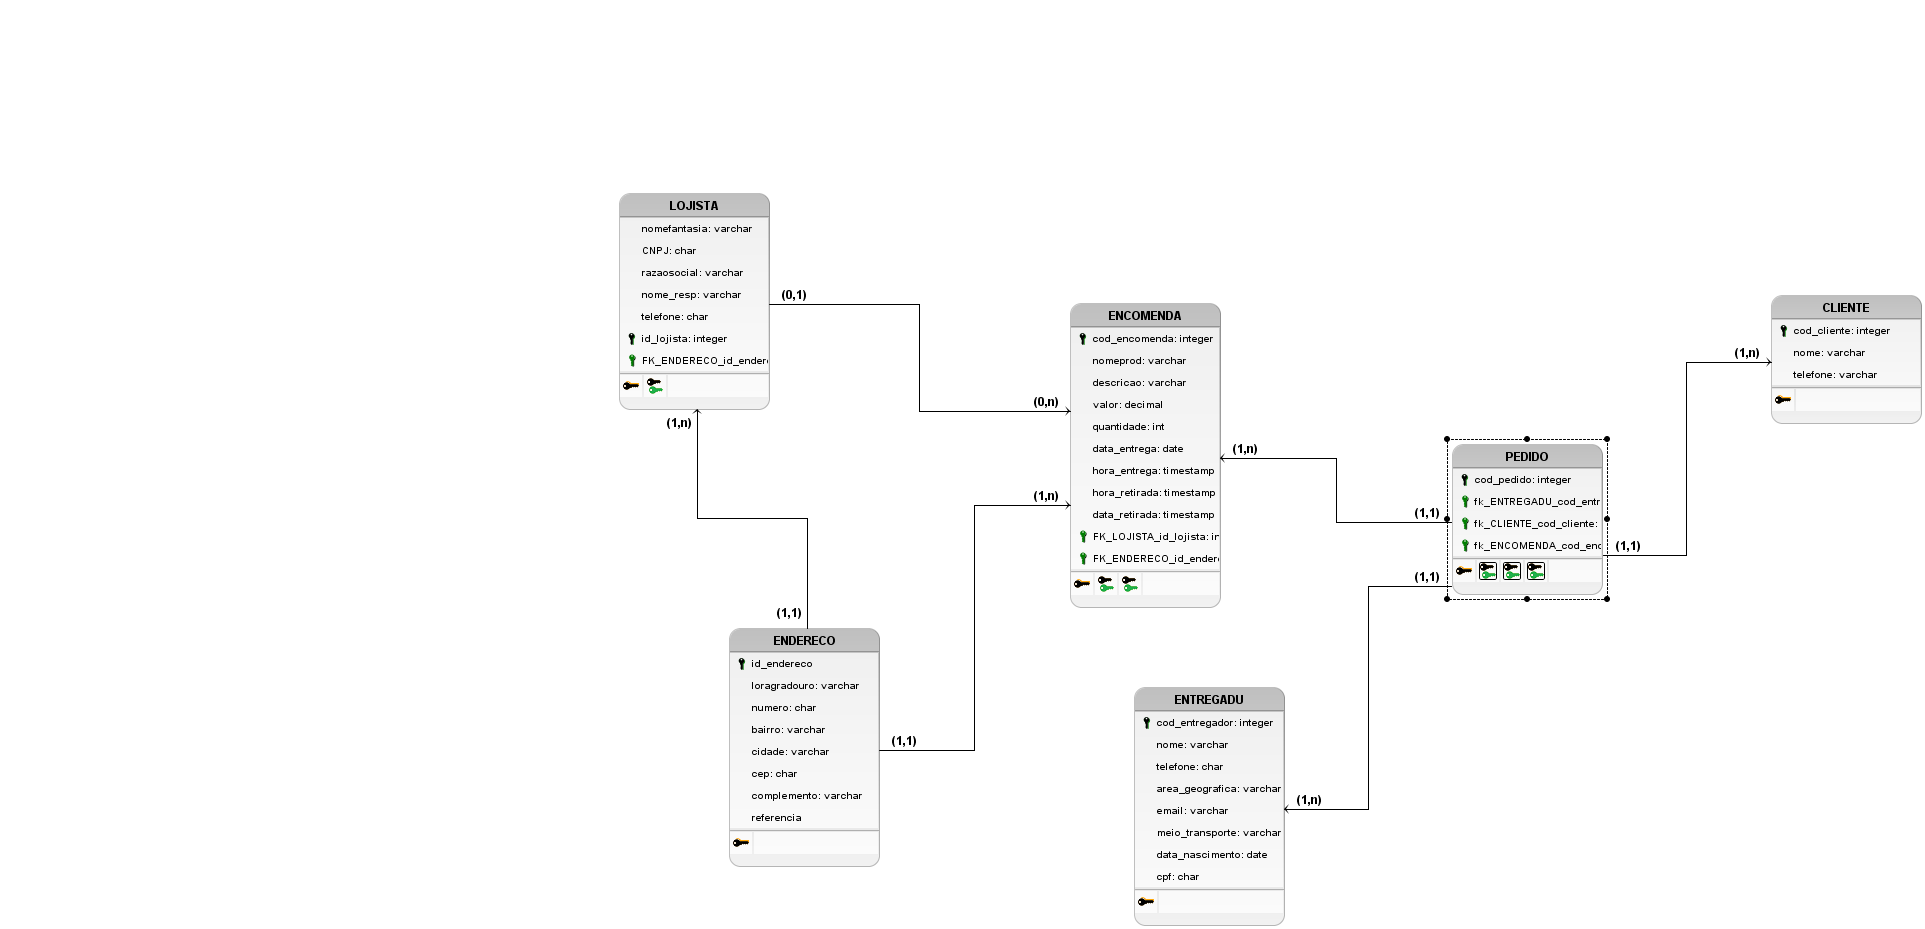 LOJISTA
nomefantasia: varchar
CNPJ: char
razaosocial: varchar
nome_resp: varchar
telefone: char
id_lojista: integer
FK_ENDERECO_id_ender
(0,1)
(1,n)
ENCOMENDA
cod_encomenda: integer
nomeprod: varchar
descricao: varchar
valor: decimal
quantidade: int
data_entrega: date
hora_entrega: timestamp
hora_retirada: timestamp
data_retirada: timestamp
FK_LOJISTA_id_lojista: in
FK_ENDERECO_id_ender
(0,n)
(1,n)
(1,n)
CLIENTE
cod_cliente: integer
nome: varchar
telefone: varchar
(1,n)
PEDIDO
cod_pedido: integer
fk_ENTREGADU_cod_entr
fk_CLIENTE_cod_cliente:
fk_ENCOMENDA_cod_enc
(1,1)
(1,1)
(1,1)
(1,1)
ENDERECO
id_endereco
loragradouro: varchar
numero: char
bairro: varchar
cidade: varchar
cep: char
complemento: varchar
referencia
(1,1)
ENTREGADU
cod_entregador: integer
nome: varchar
telefone: char
area_geografica: varchar
email: varchar
meio_transporte: varchar
data_nascimento: date
cpf: char
(1,n)